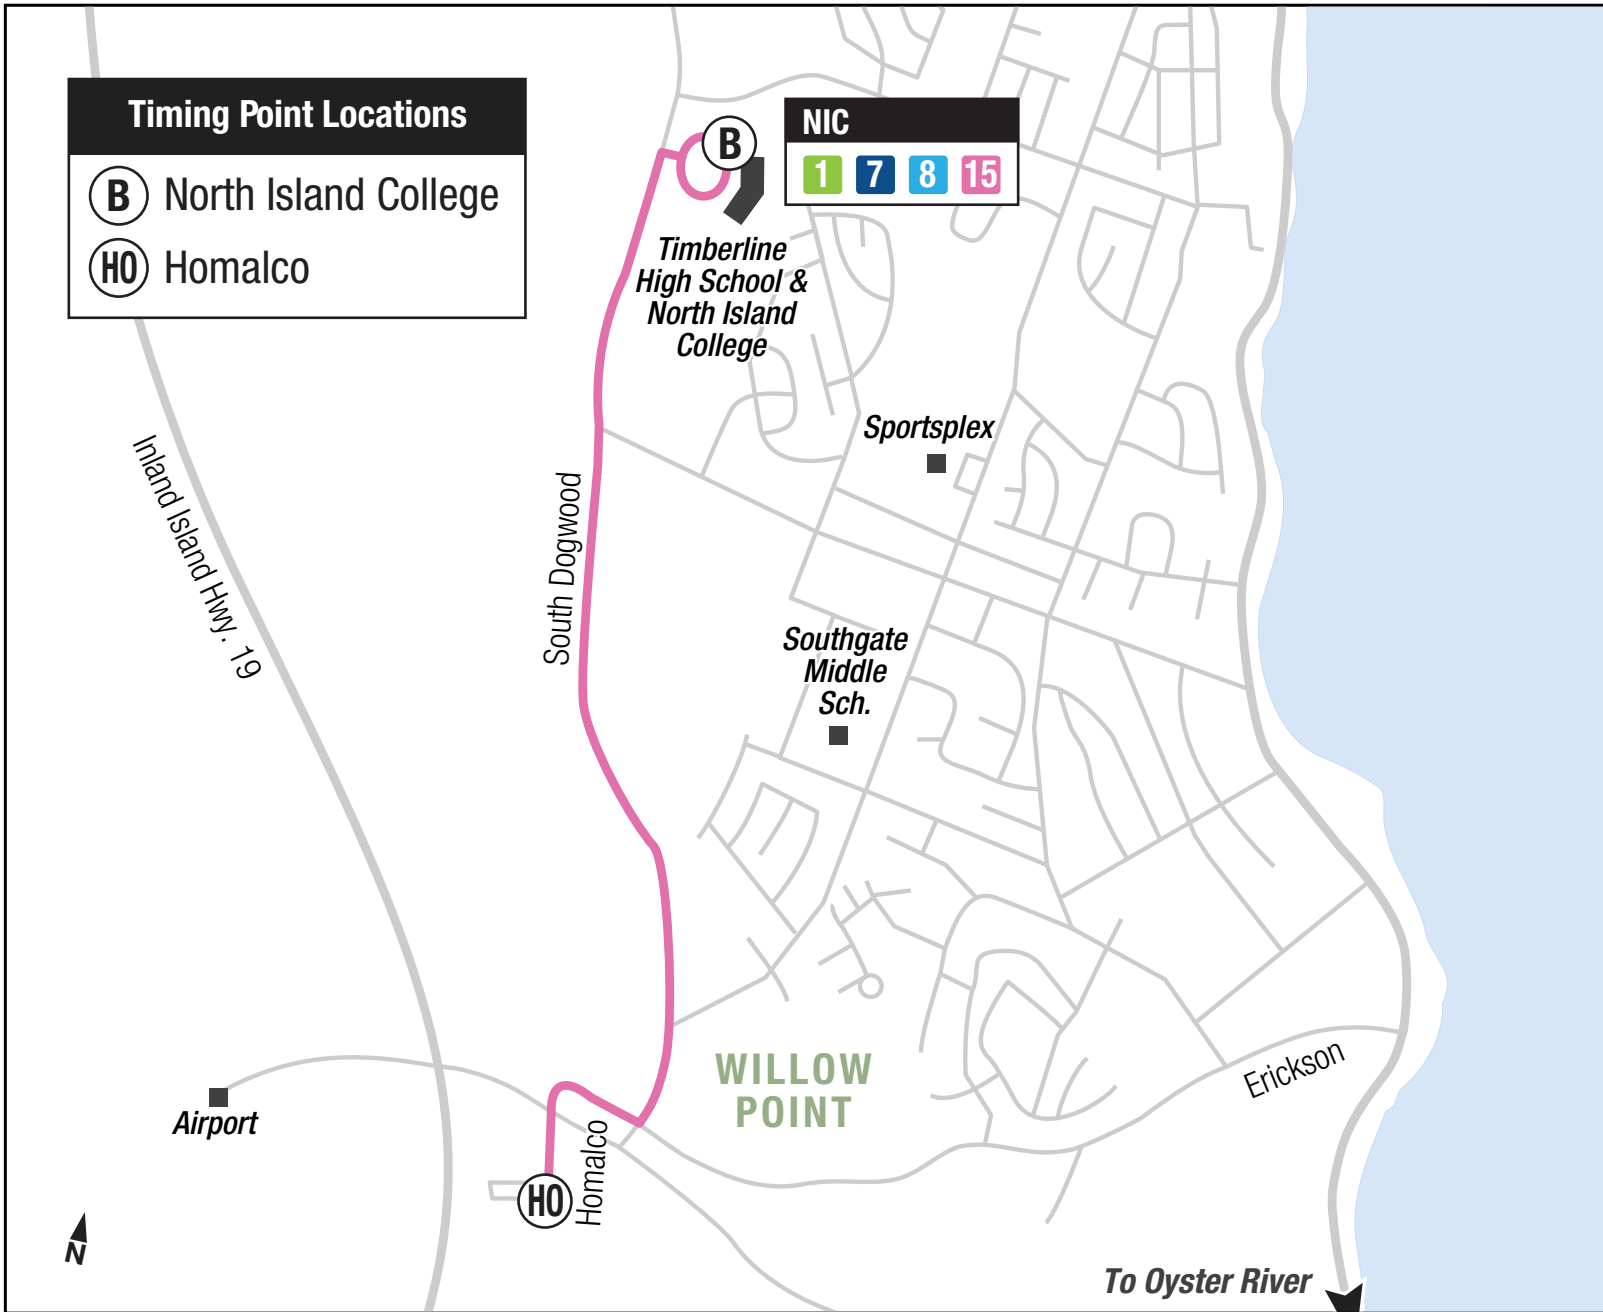 Timing Point Locations
B North Island College
HO Homalco
B
NIC
1 7 8 15
Timberline
High School &
North Island
College
Sportsplex
Inland Island Hwy. 19
South Dogwood
Southgate
Middle
Sch.
WILLOW
POINT
Erickson
Airport
Homalco
HO
N
To Oyster River